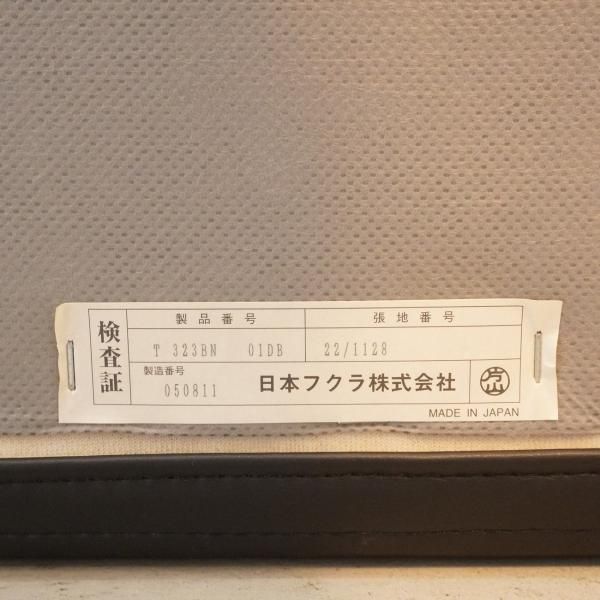 検査証
製品番号 張地番号
T 323BN 01DB 22/1128
製造番号
050811
日本フクラ株式会社
MADE IN JAPAN